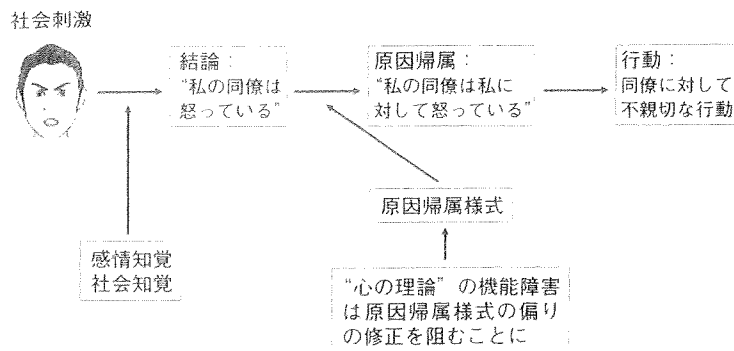 社会刺激
結論：
“私の同僚は
怒っている”
原因帰属：
“私の同僚は私に
対して怒っている”
行動：
同僚に対して
不親切な行動
原因帰属様式
感情知覚
社会知覚
“心の理論”の機能障害
は原因帰属様式の偏り
の修正を阻むことに